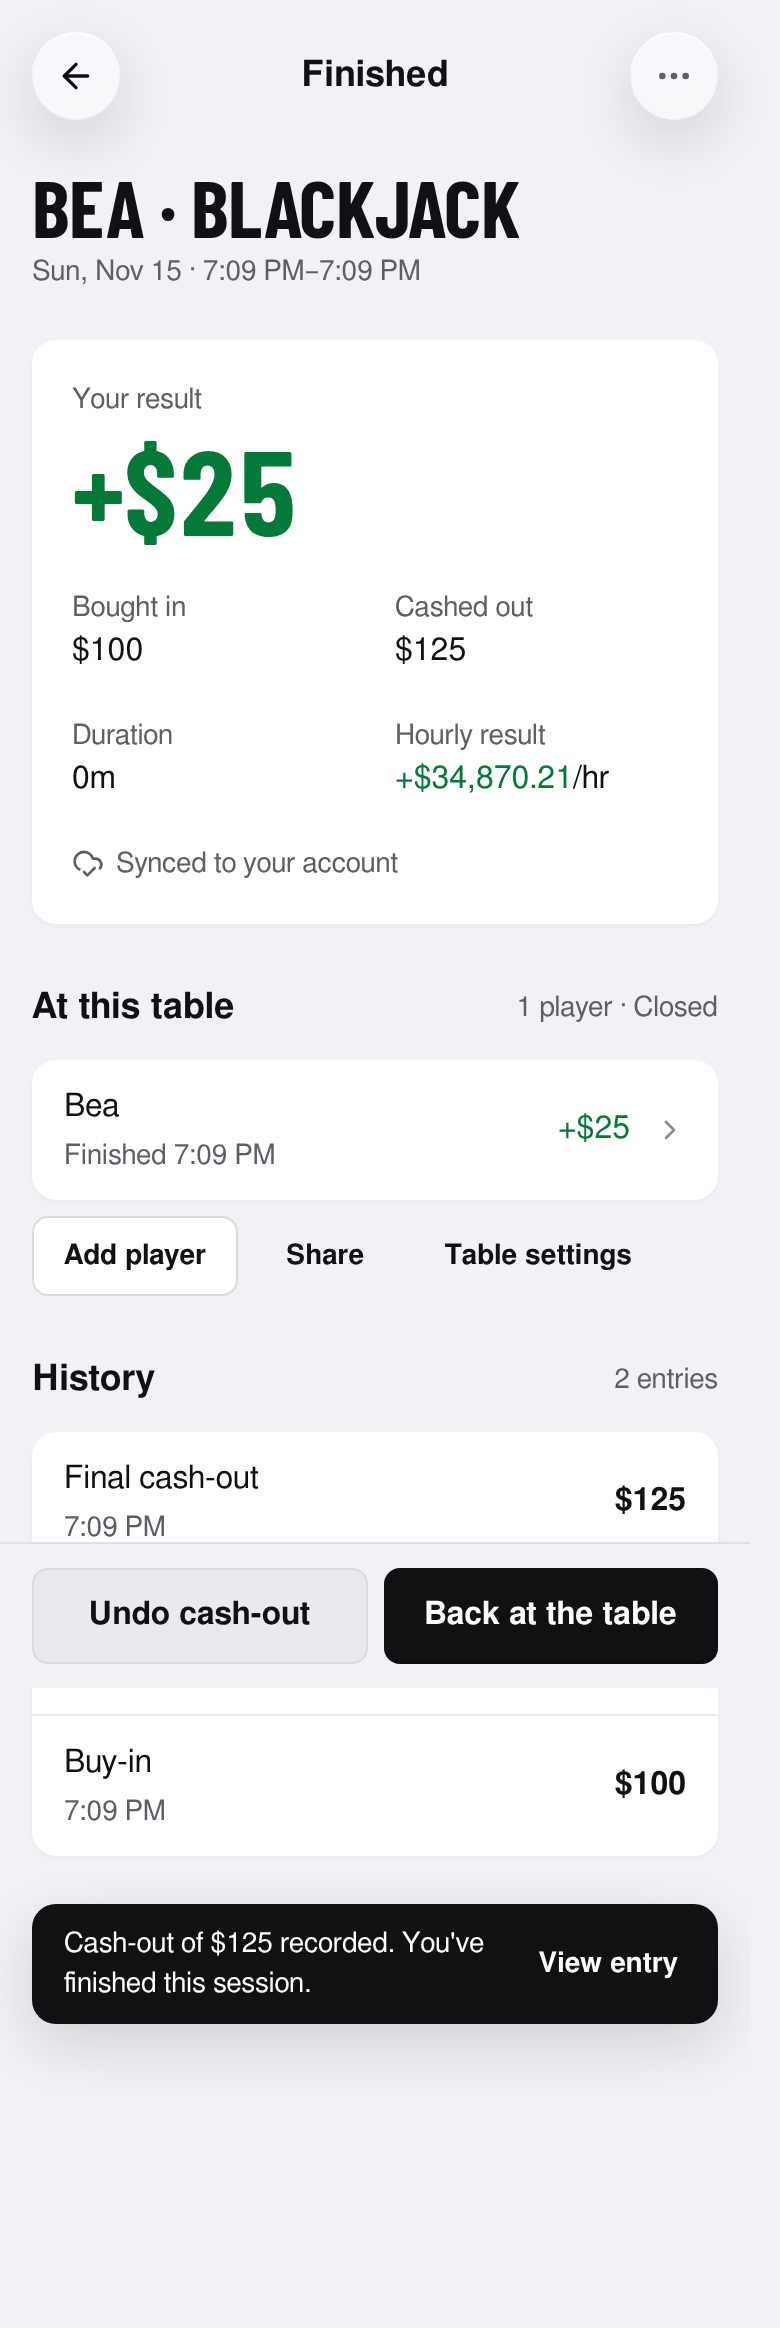 Finished
BEA · BLACKJACK
Sun, Nov 15 · 7:09 PM–7:09 PM
Your result
+$25
Bought in
$100
Cashed out
$125
Duration
0m
Hourly result
+$34,870.21/hr
Synced to your account
At this table
1 player · Closed
Bea
Finished 7:09 PM
+$25
Add player
Share
Table settings
History
2 entries
Final cash-out
7:09 PM
$125
Undo cash-out
Back at the table
Buy-in
7:09 PM
$100
Cash-out of $125 recorded. You've
finished this session.
View entry